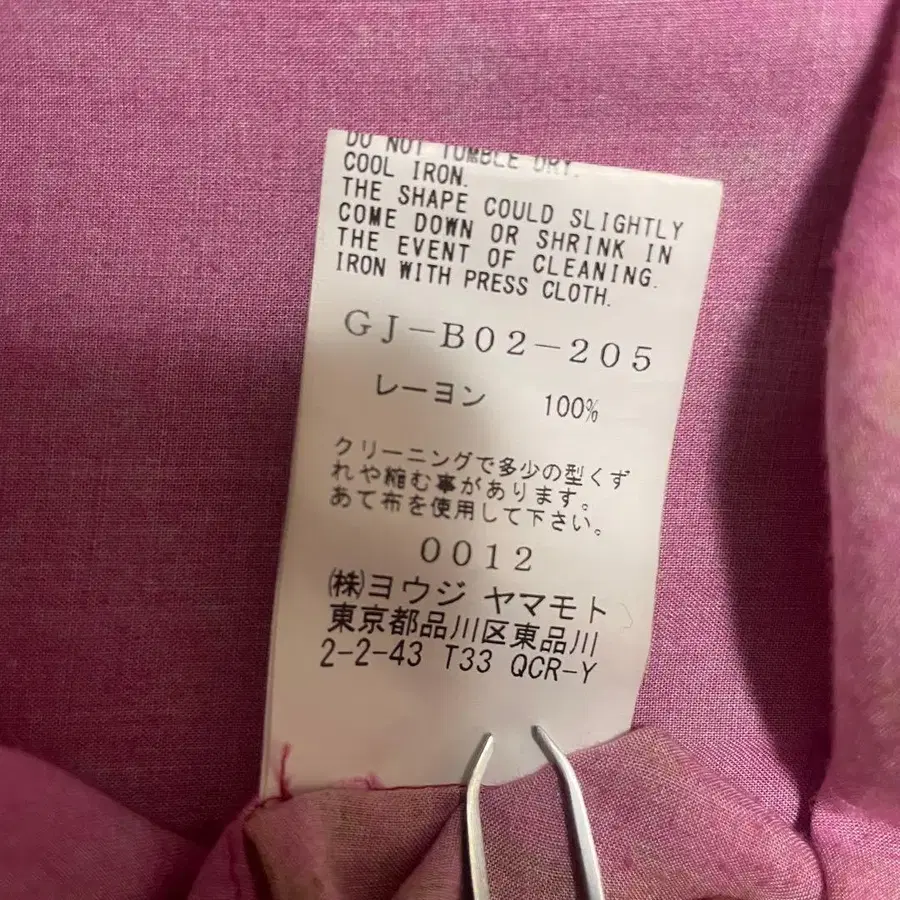 DO NOT TUMBLE DRY.
COOL IRON.
THE SHAPE COULD SLIGHTLY
COME DOWN OR SHRINK IN
THE EVENT OF CLEANING.
IRON WITH PRESS CLOTH.
GJ-B02-205
レーヨン 100%
クリーニングで多少の型くず
れや縮む事があります。
あて布を使用して下さい。
0012
㈱ヨウジ ヤマモト
東京都品川区東品川
2-2-43 T33 QCR-Y